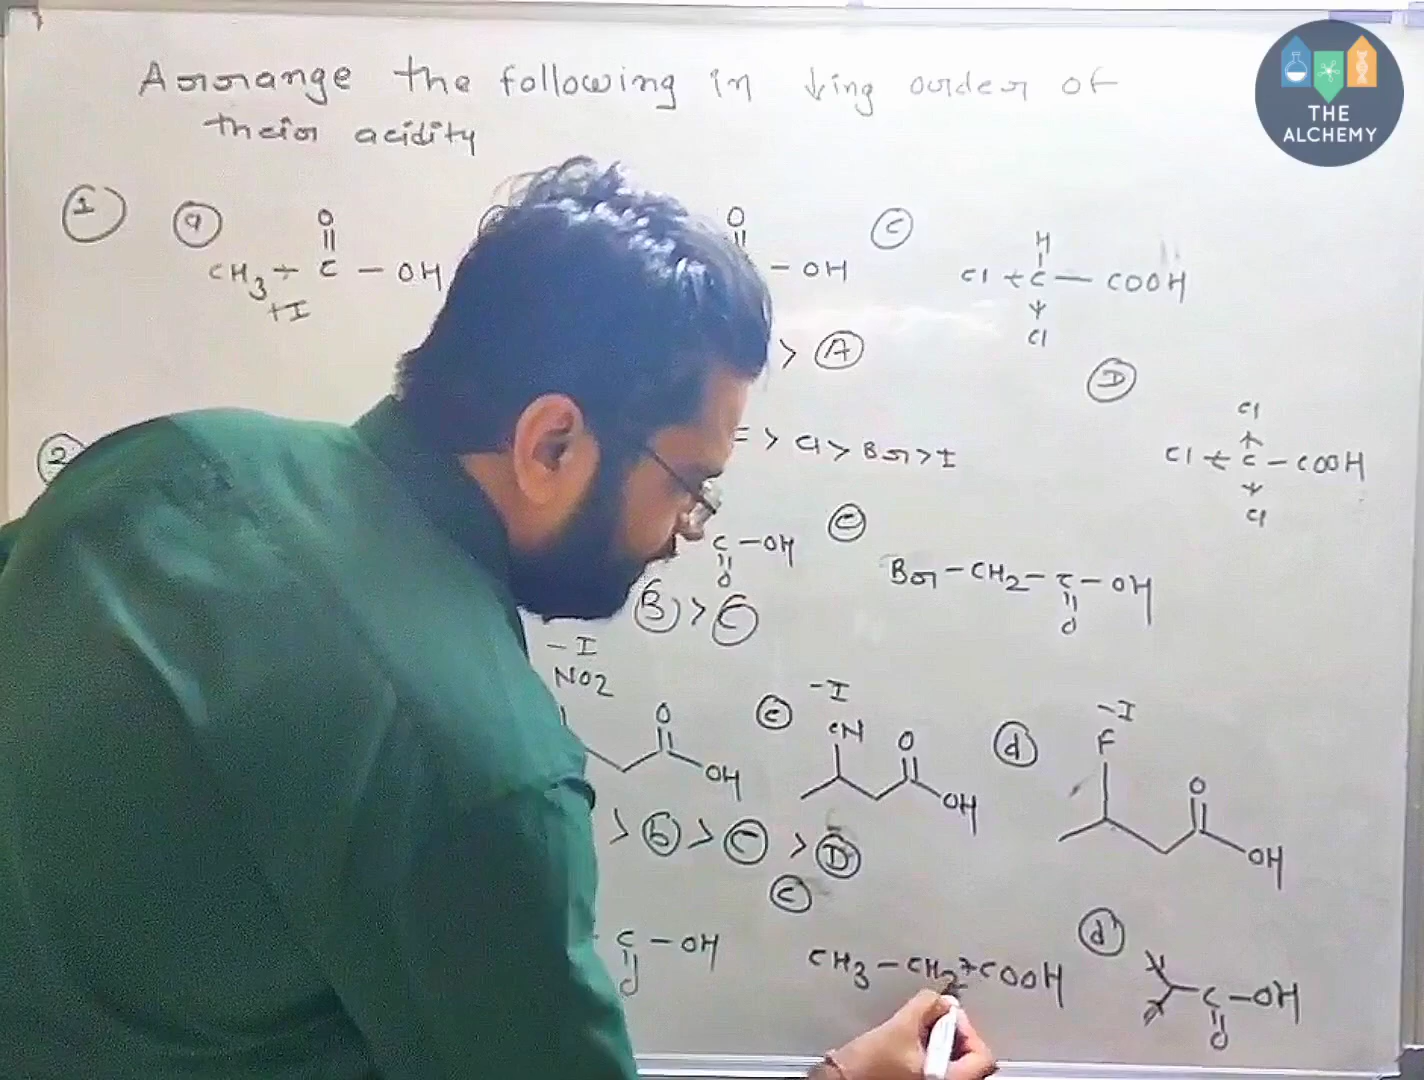 THE
ALCHEMY
Arrange the following in ↓ing order of
their acidity
1 a CH3 C - OH
O
+I
O
- OH
c
H
Cl C - COOH
Cl
> A
D
Cl
Cl C - COOH
Cl
2
> Cl > Br > I
C - OH
O
c
Br - CH2 - C - OH
O
B > C
- I
NO2
O
OH
c
-I
CN
O
OH
d
-I
F
O
OH
> b > C > D
c
C - OH
O
CH3 - CH2 COOH
d
C - OH
O